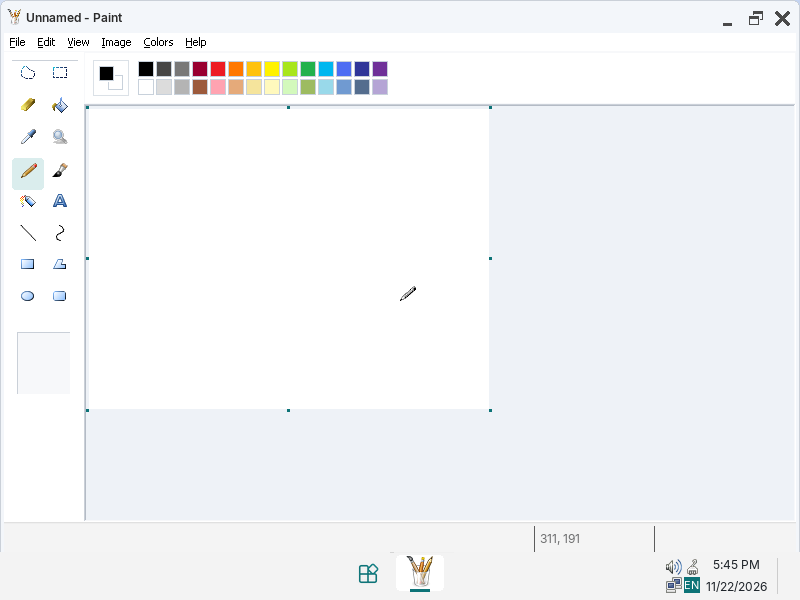 Unnamed - Paint
File Edit View Image Colors Help
A
311, 191
5:45 PM
EN 11/22/2026